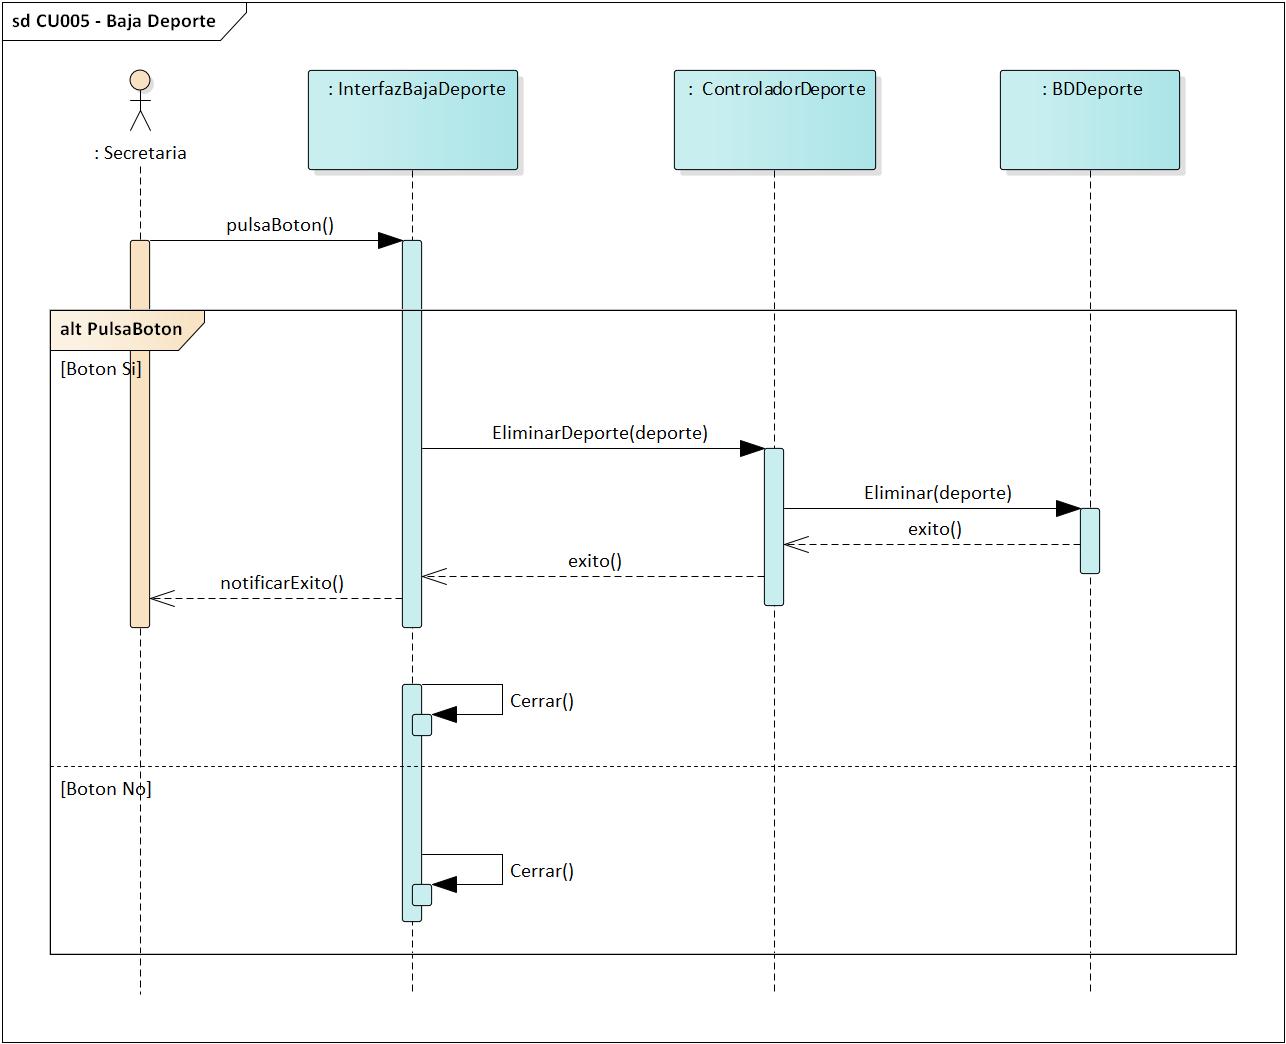 sd CU005 - Baja Deporte
: Secretaria
: InterfazBajaDeporte
: ControladorDeporte
: BDDeporte
pulsaBoton()
alt PulsaBoton
[Boton Si]
EliminarDeporte(deporte)
Eliminar(deporte)
exito()
exito()
notificarExito()
Cerrar()
[Boton No]
Cerrar()